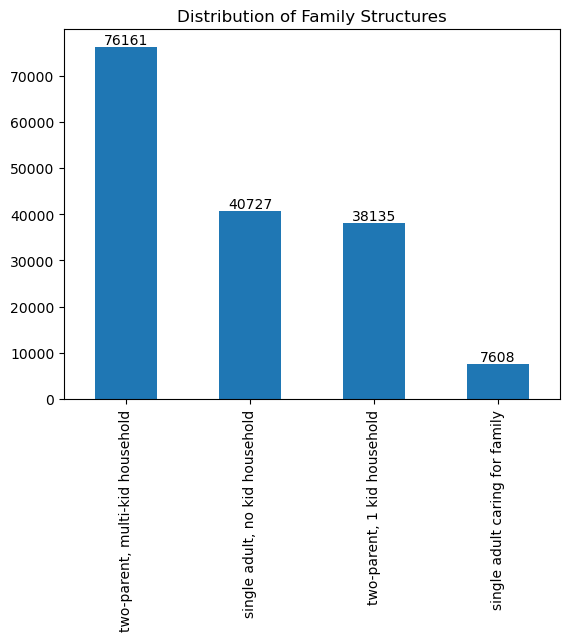 Distribution of Family Structures
76161
40727
38135
7608
70000
60000
50000
40000
30000
20000
10000
0
two-parent, multi-kid household
single adult, no kid household
two-parent, 1 kid household
single adult caring for family